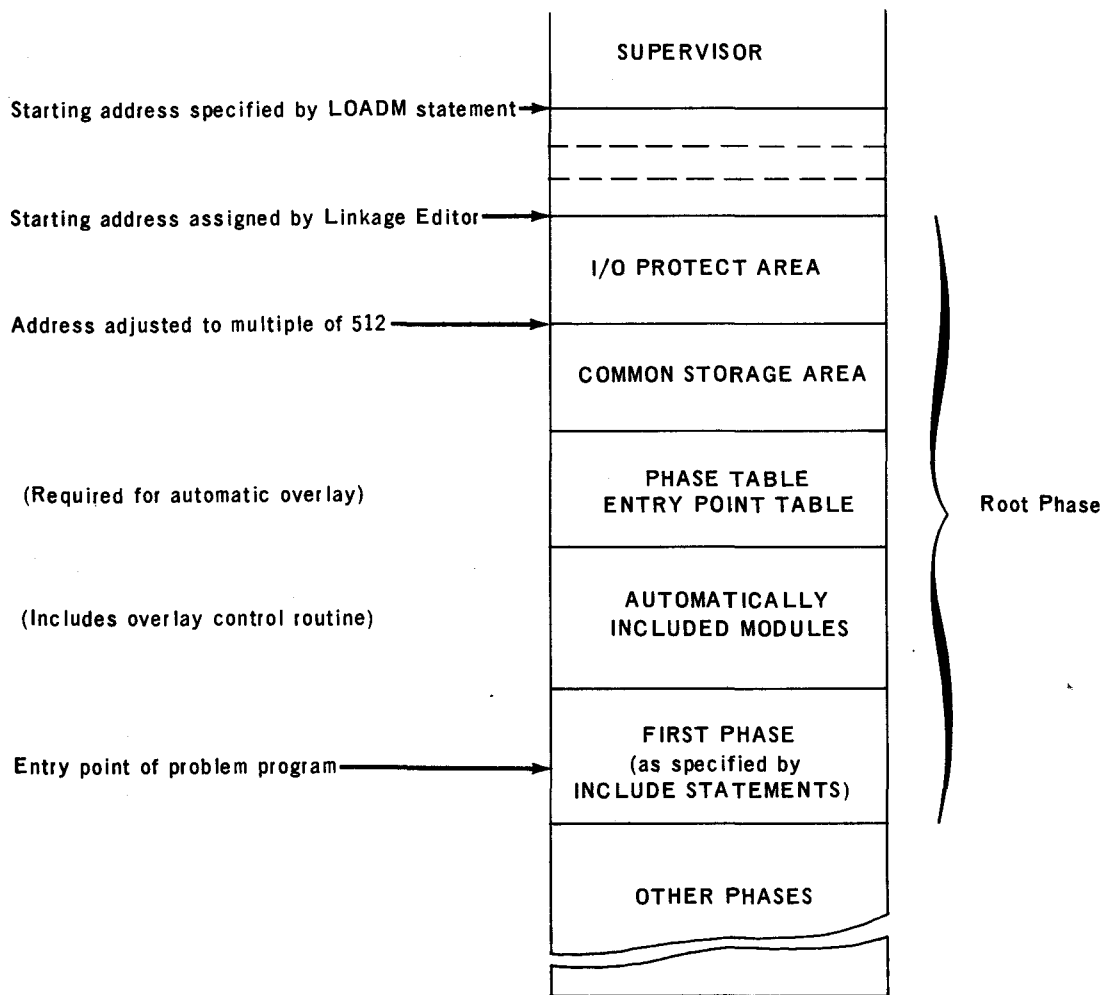 SUPERVISOR
Starting address specified by LOADM statement
Starting address assigned by Linkage Editor
I/O PROTECT AREA
Address adjusted to multiple of 512
COMMON STORAGE AREA
(Required for automatic overlay)
PHASE TABLE
ENTRY POINT TABLE
Root Phase
(Includes overlay control routine)
AUTOMATICALLY
INCLUDED MODULES
Entry point of problem program
FIRST PHASE
(as specified by
INCLUDE STATEMENTS)
OTHER PHASES